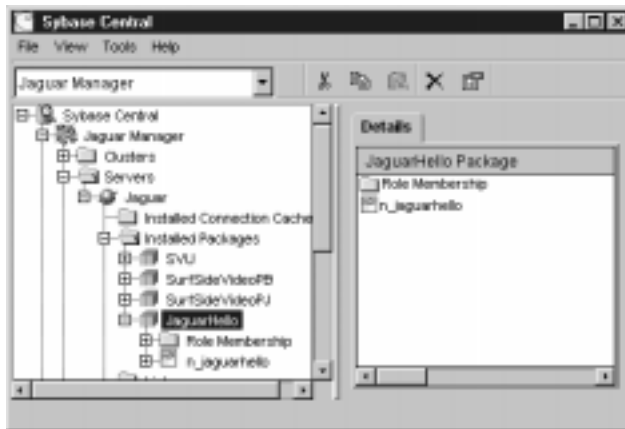 Sybase Central
File View Tools Help
Jaguar Manager
Sybase Central
Jaguar Manager
Clusters
Servers
Jaguar
Installed Connection Cache
Installed Packages
SVU
SurfSideVideoPB
SurfSideVideoPJ
JaguarHello
Role Membership
n_jaguarhello
Details
JaguarHello Package
Role Membership
n_jaguarhello